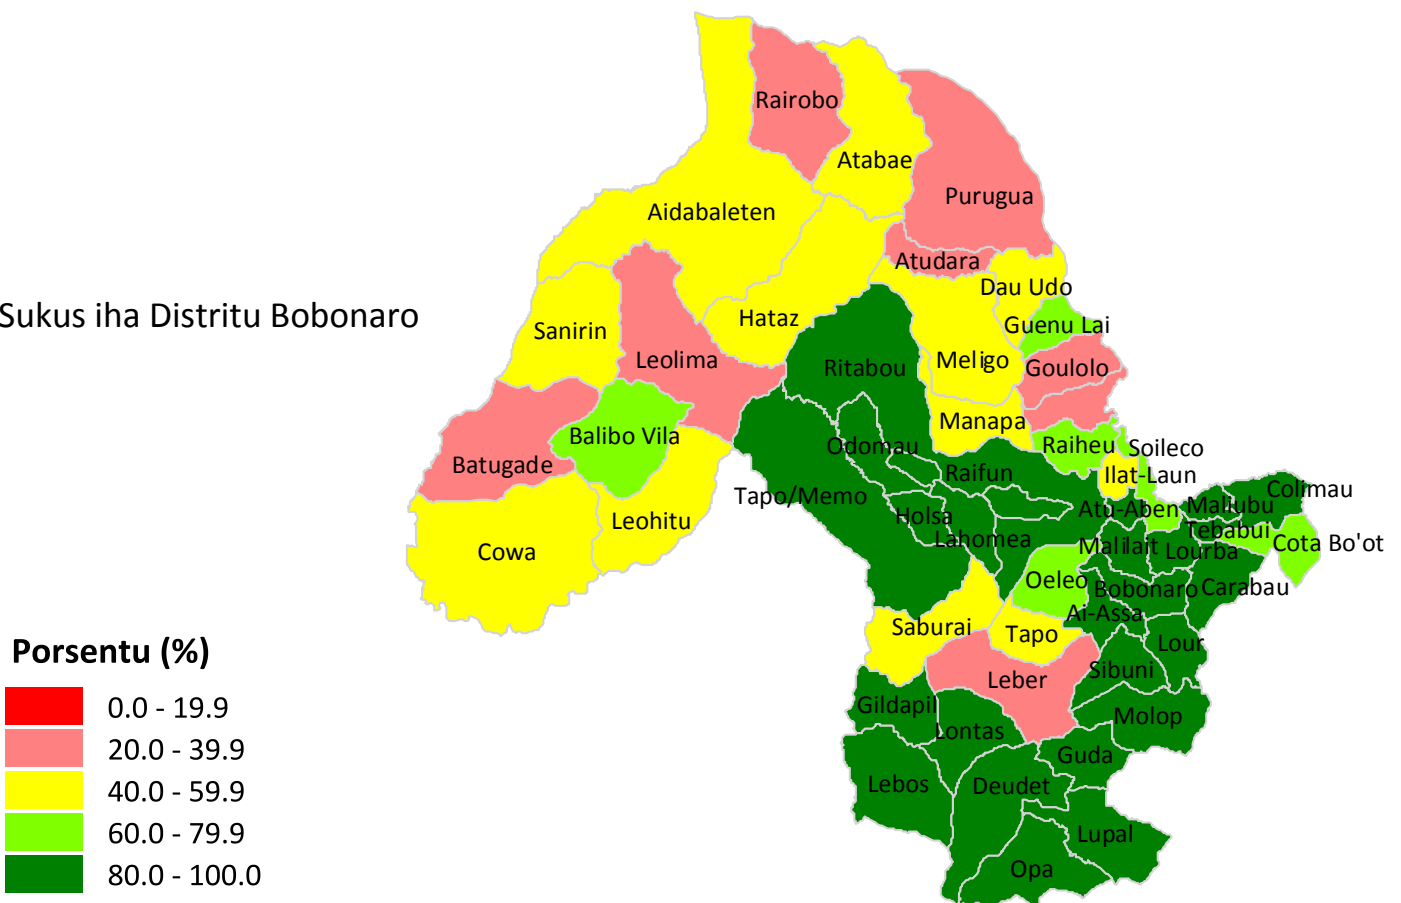 Rairobo
Atabae
Purugua
Aidabaleten
Atudara
Dau Udo
Sukus iha Distritu Bobonaro
Sanirin
Hataz
Guenu Lai
Leolima
Ritabou
Meligo
Goulolo
Manapa
Balibo Vila
Odomau
Raiheu
Soileco
Batugade
Raifun
Ilat-Laun
Tapo/Memo
Colimau
Leohitu
Holsa
Atu-Aben
Maliubu
Cowa
Lahomea
Malilait
Tebabui
Lourba
Cota Bo'ot
Oeleo
Bobonaro
Carabau
Ai-Assa
Saburai
Tapo
Lour
Porsentu (%)
Leber
Sibuni
0.0 - 19.9
Gildapil
Molop
20.0 - 39.9
Lontas
Guda
40.0 - 59.9
Lebos
Deudet
60.0 - 79.9
Lupal
80.0 - 100.0
Opa